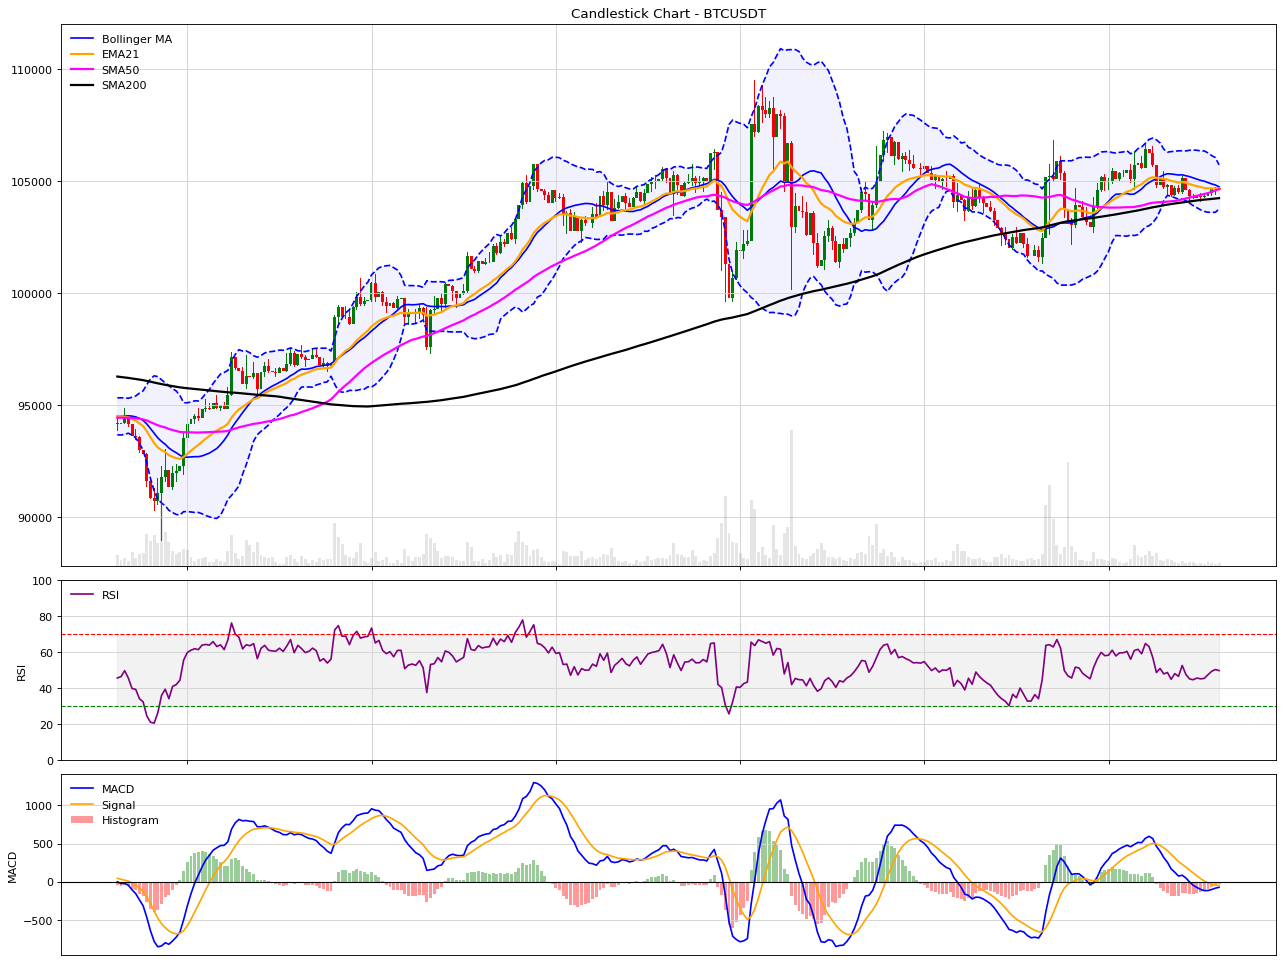 Candlestick Chart - BTCUSDT
Bollinger MA
EMA21
SMA50
SMA200
110000
105000
100000
95000
90000
RSI
100
80
60
40
20
0
RSI
MACD
Signal
Histogram
1000
500
0
−500
MACD